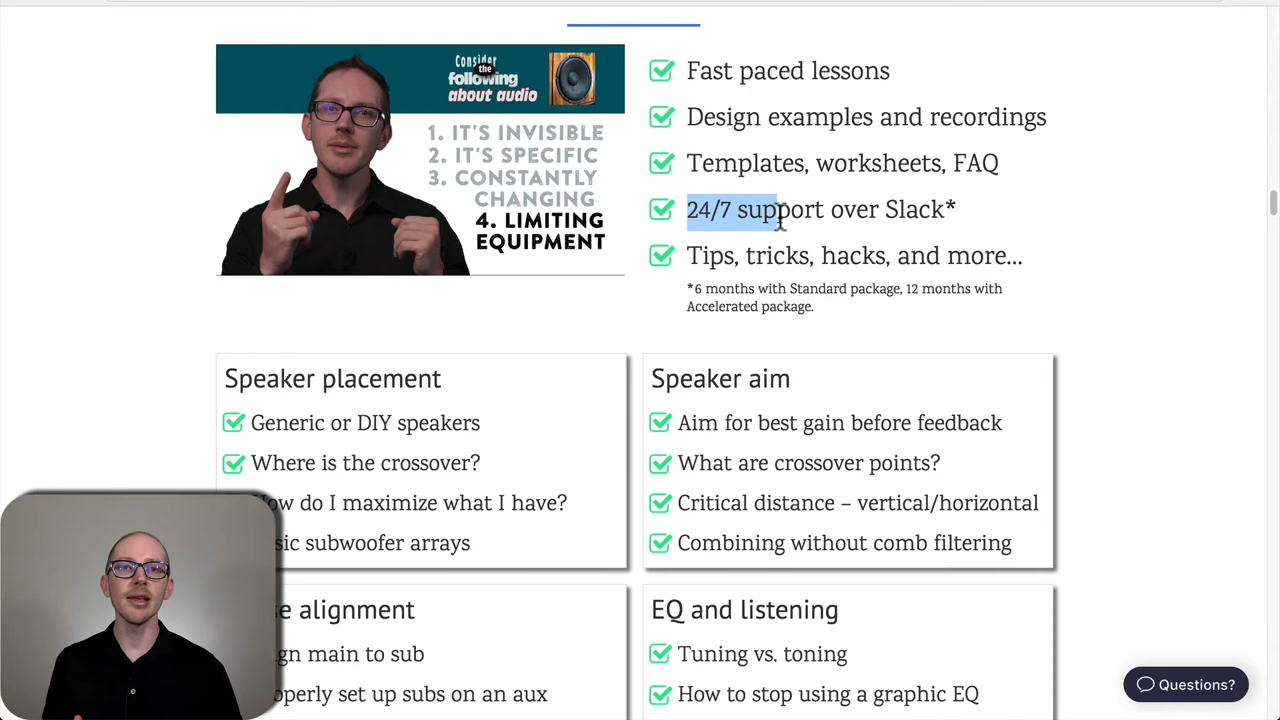 Consider
the
following
about audio
1. IT'S INVISIBLE
2. IT'S SPECIFIC
3. CONSTANTLY
CHANGING
4. LIMITING
EQUIPMENT
Fast paced lessons
Design examples and recordings
Templates, worksheets, FAQ
24/7 support over Slack*
Tips, tricks, hacks, and more...
*6 months with Standard package, 12 months with
Accelerated package.
Speaker placement
Generic or DIY speakers
Where is the crossover?
How do I maximize what I have?
sic subwoofer arrays
Speaker aim
Aim for best gain before feedback
What are crossover points?
Critical distance – vertical/horizontal
Combining without comb filtering
se alignment
gn main to sub
operly set up subs on an aux
EQ and listening
Tuning vs. toning
How to stop using a graphic EQ
Questions?